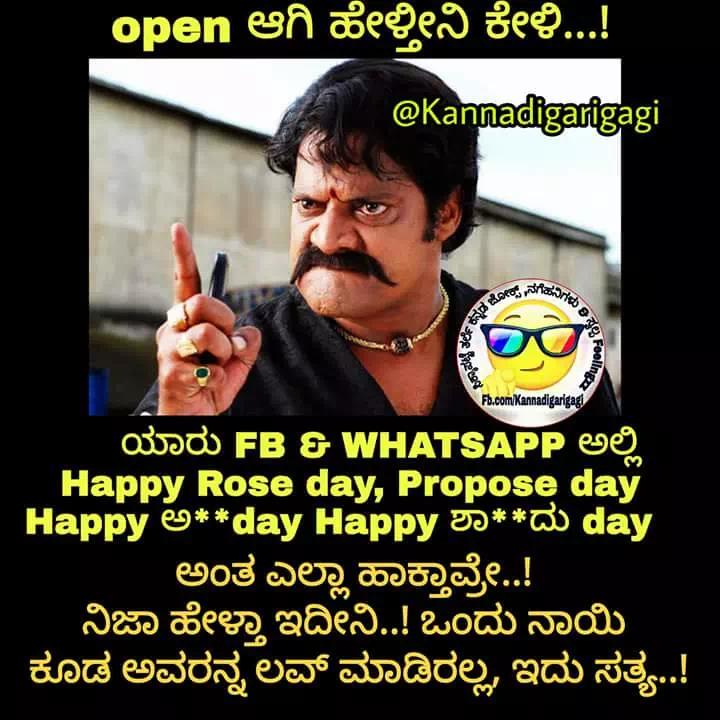 open ಆಗಿ ಹೇಳ್ತೀನಿ ಕೇಳಿ...!
@Kannadigarigagi
Fb.com/Kannadigarigagi
ಯಾರು FB & WHATSAPP ಅಲ್ಲಿ
Happy Rose day, Propose day
Happy ಅ**day Happy ಶಾ**ದು day
ಅಂತ ಎಲ್ಲಾ ಹಾಕ್ತಾವ್ರೇ..!
ನಿಜಾ ಹೇಳ್ತಾ ಇದೀನಿ..! ಒಂದು ನಾಯಿ
ಕೂಡ ಅವರನ್ನ ಲವ್ ಮಾಡಿರಲ್ಲ, ಇದು ಸತ್ಯ..!